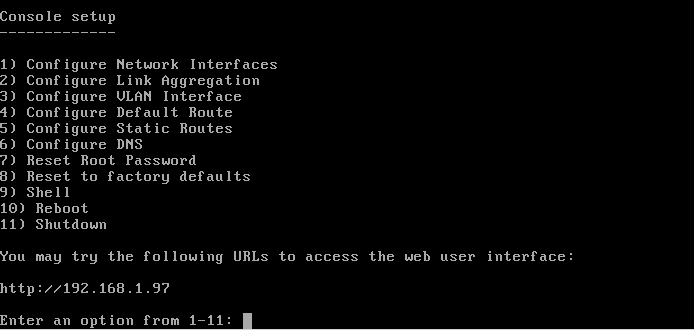 Console setup
-------------
1) Configure Network Interfaces
2) Configure Link Aggregation
3) Configure VLAN Interface
4) Configure Default Route
5) Configure Static Routes
6) Configure DNS
7) Reset Root Password
8) Reset to factory defaults
9) Shell
10) Reboot
11) Shutdown
You may try the following URLs to access the web user interface:
http://192.168.1.97
Enter an option from 1-11: